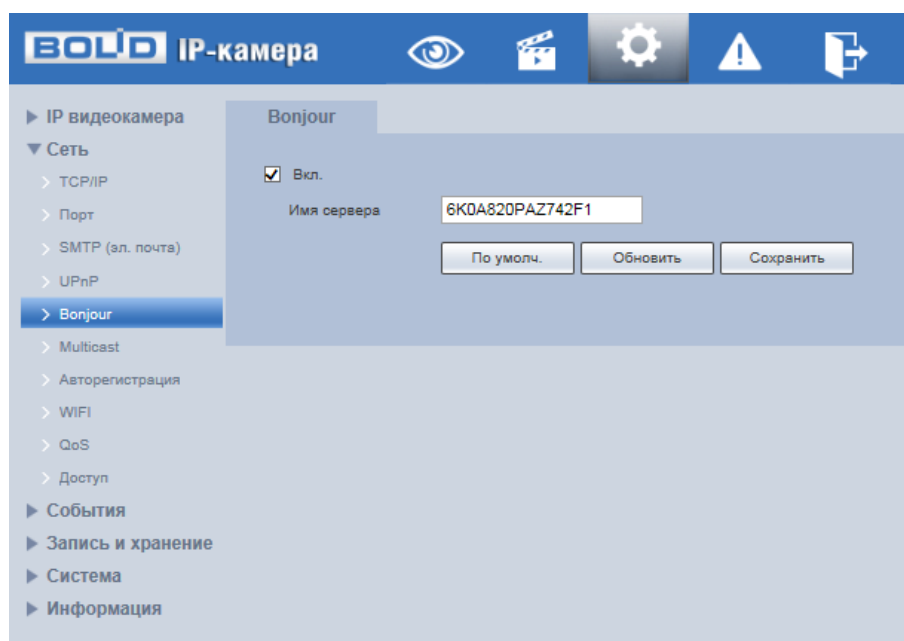 BOLID IP-камера
IP видеокамера
Сеть
TCP/IP
Порт
SMTP (эл. почта)
UPnP
Bonjour
Multicast
Авторегистрация
WIFI
QoS
Доступ
События
Запись и хранение
Система
Информация
Bonjour
Вкл.
Имя сервера 6K0A820PAZ742F1
По умолч. Обновить Сохранить